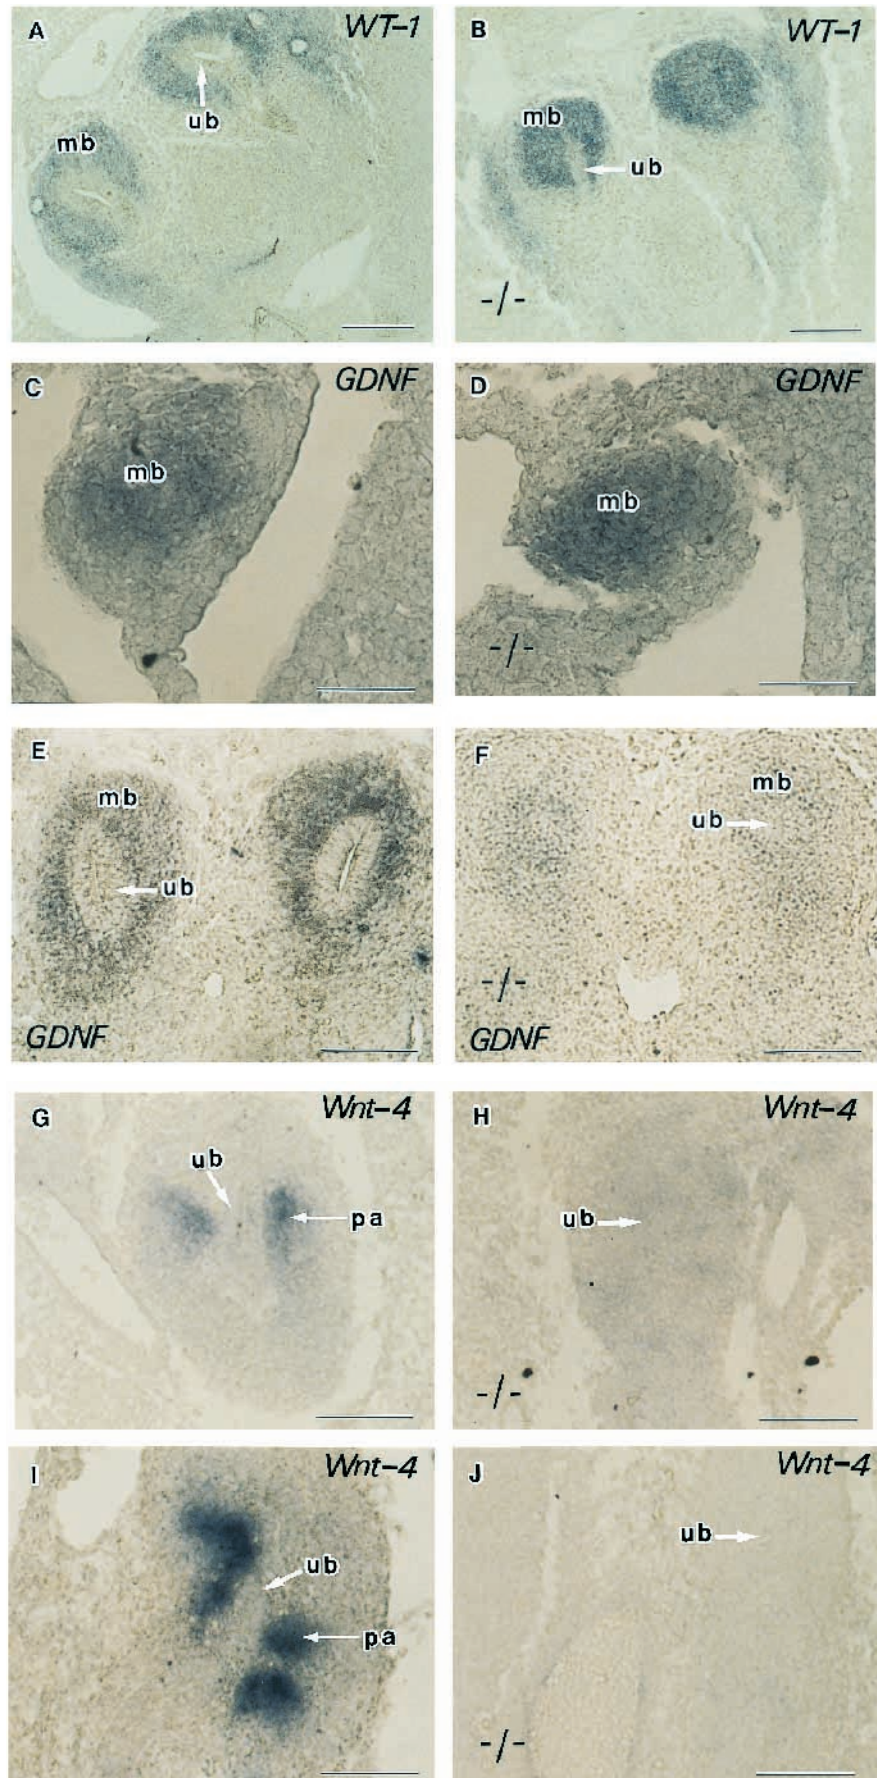 A WT-1
ub
mb
B WT-1
mb
ub
-/-
C GDNF
mb
D GDNF
mb
-/-
E
mb
ub
GDNF
F
mb
ub
-/-
GDNF
G Wnt-4
ub
pa
H Wnt-4
ub
-/-
I Wnt-4
ub
pa
J Wnt-4
ub
-/-